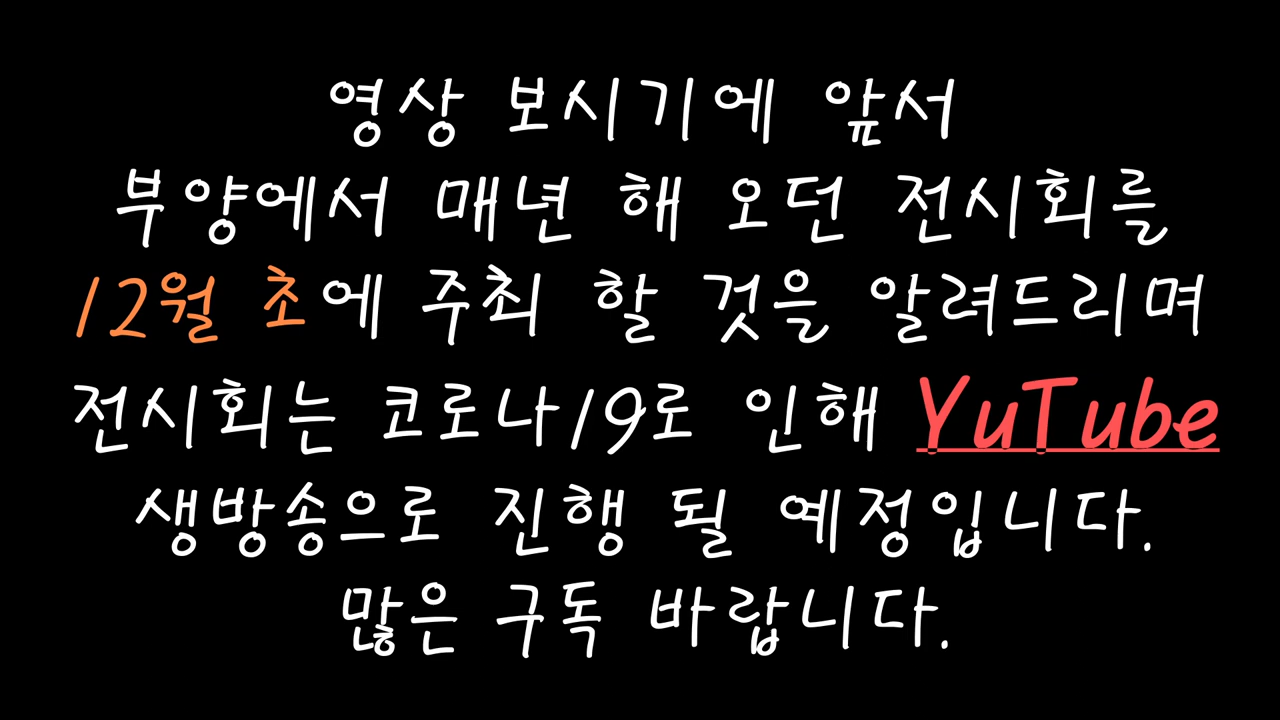 영상 보시기에 앞서
부양에서 매년 해 오던 전시회를
12월 초에 주최 할 것을 알려드리며
전시회는 코로나19로 인해 YuTube
생방송으로 진행 될 예정입니다.
많은 구독 바랍니다.